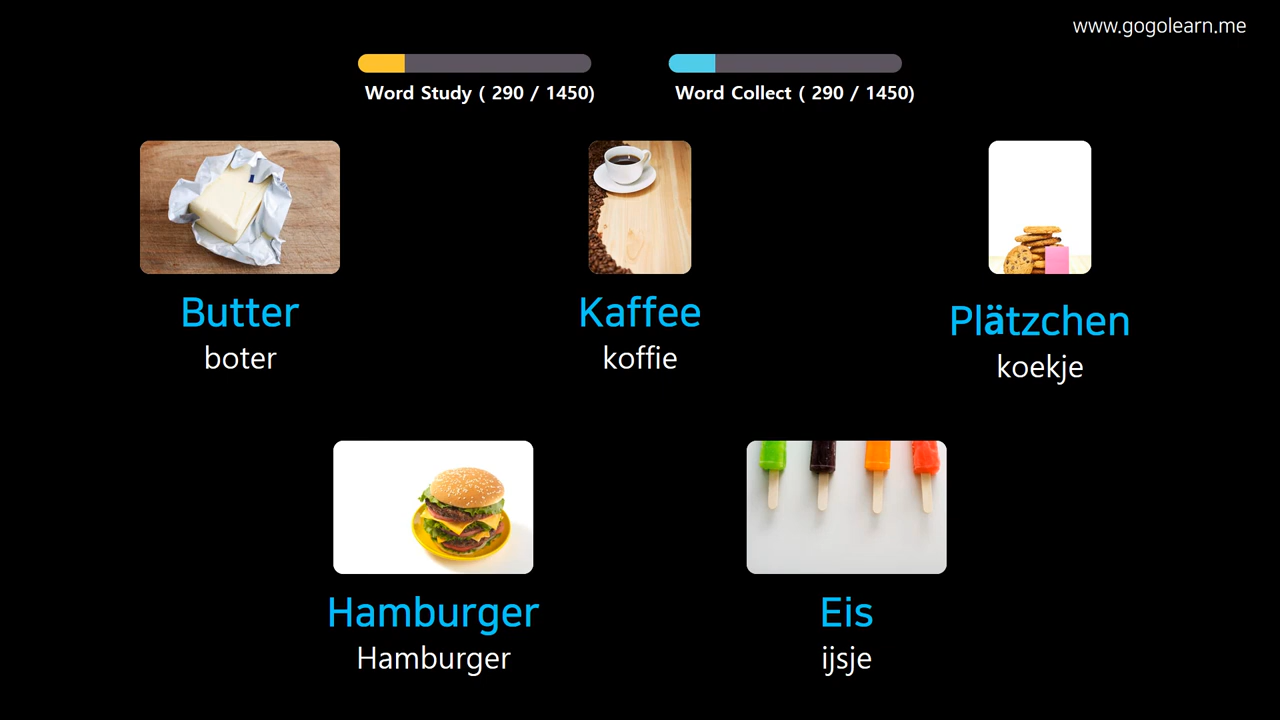 www.gogolearn.me
Word Study ( 290 / 1450)
Word Collect ( 290 / 1450)
Butter
boter
Kaffee
koffie
Plätzchen
koekje
Hamburger
Hamburger
Eis
ijsje